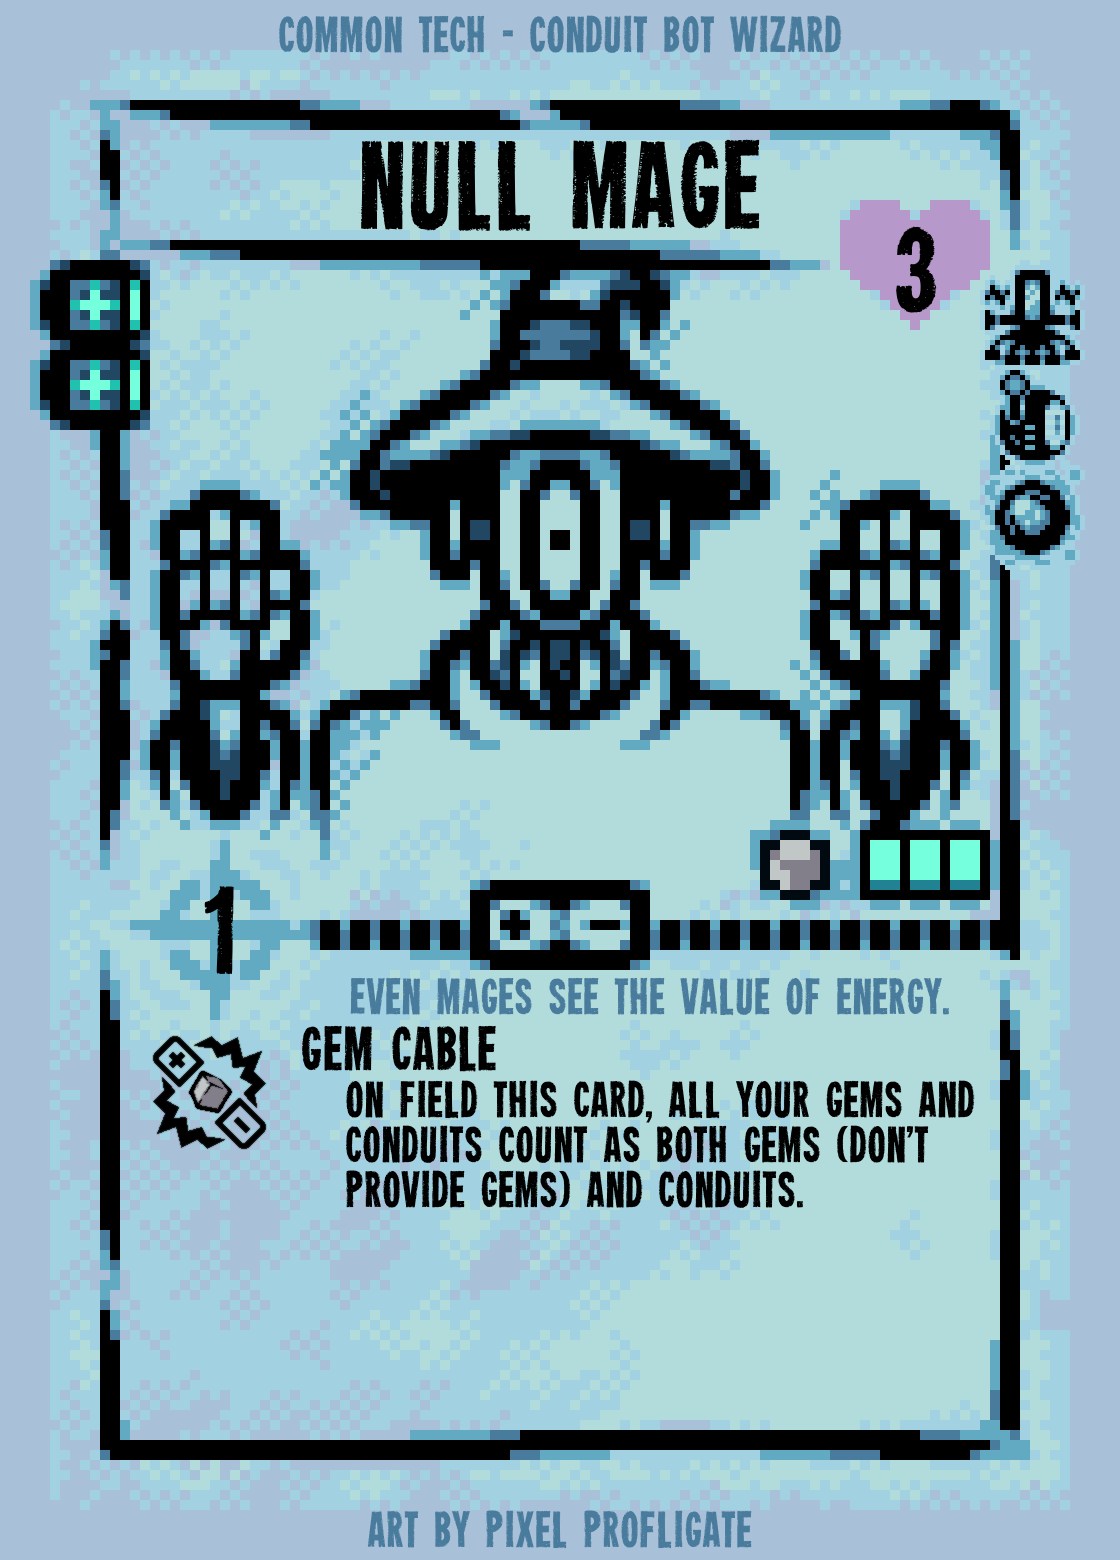 COMMON TECH - CONDUIT BOT WIZARD
NULL MAGE
3
1
EVEN MAGES SEE THE VALUE OF ENERGY.
GEM CABLE
ON FIELD THIS CARD, ALL YOUR GEMS AND
CONDUITS COUNT AS BOTH GEMS (DON'T
PROVIDE GEMS) AND CONDUITS.
ART BY PIXEL PROFLIGATE